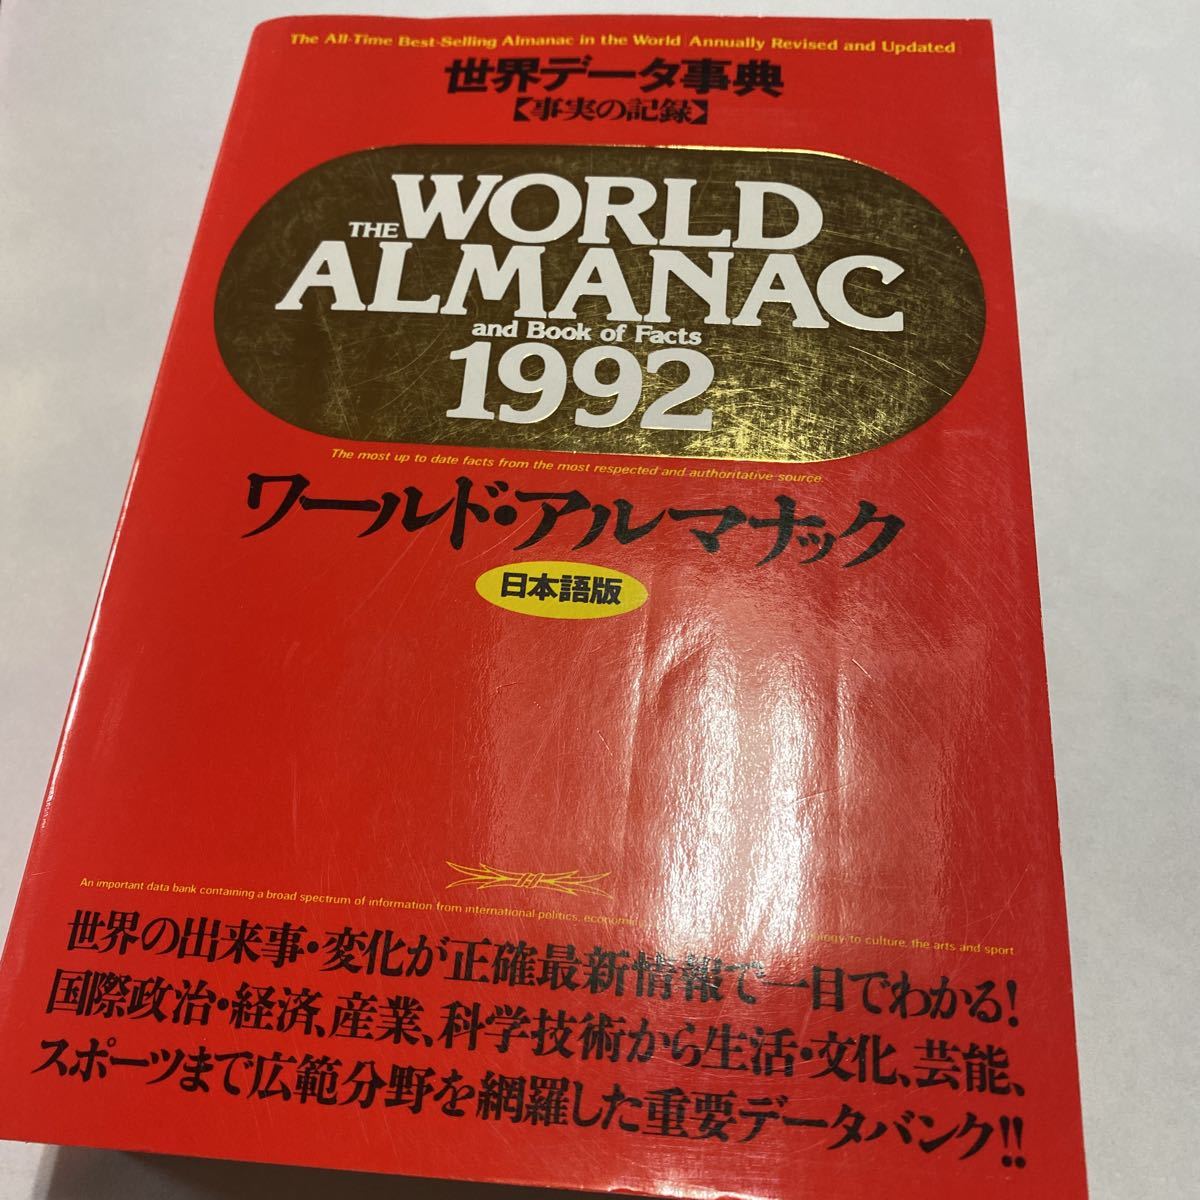 The All-Time Best-Selling Almanac in the World Annually Revised and Updated
世界データ事典
【事実の記録】
THE WORLD
ALMANAC
and Book of Facts
1992
The most up to date facts from the most respected and authoritative source.
ワールド・アルマナック
日本語版
An important data bank containing a broad spectrum of information from international politics, to culture, the arts and sport
世界の出来事・変化が正確最新情報で一目でわかる!
国際政治・経済、産業、科学技術から生活・文化、芸能、
スポーツまで広範分野を網羅した重要データバンク!!